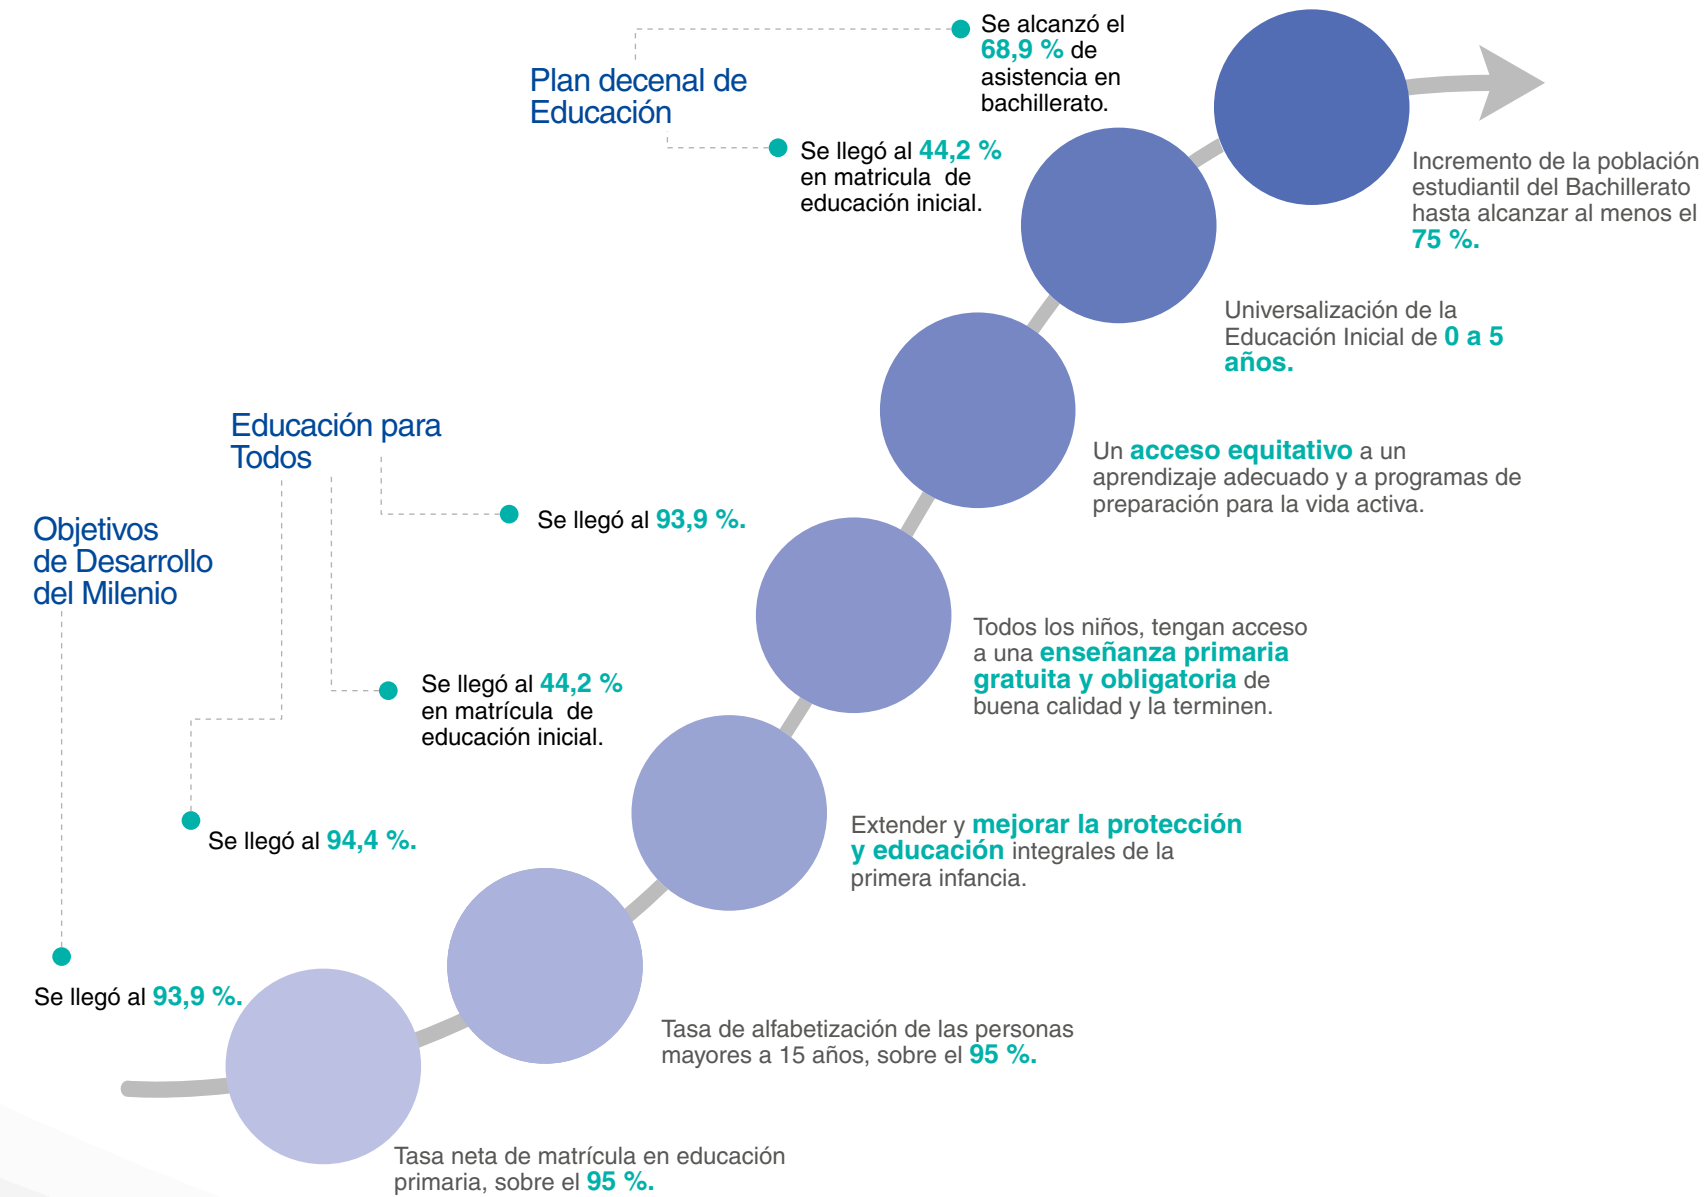 Se alcanzó el
68,9 % de
asistencia en
bachillerato.
Plan decenal de
Educación
Se llegó al 44,2 %
en matricula de
educación inicial.
Incremento de la población
estudiantil del Bachillerato
hasta alcanzar al menos el
75 %.
Universalización de la
Educación Inicial de 0 a 5
años.
Educación para
Todos
Un acceso equitativo a un
aprendizaje adecuado y a programas de
preparación para la vida activa.
Se llegó al 93,9 %.
Objetivos
de Desarrollo
del Milenio
Todos los niños, tengan acceso
a una enseñanza primaria
gratuita y obligatoria de
buena calidad y la terminen.
Se llegó al 44,2 %
en matrícula de
educación inicial.
Extender y mejorar la protección
y educación integrales de la
primera infancia.
Se llegó al 94,4 %.
Se llegó al 93,9 %.
Tasa de alfabetización de las personas
mayores a 15 años, sobre el 95 %.
Tasa neta de matrícula en educación
primaria, sobre el 95 %.